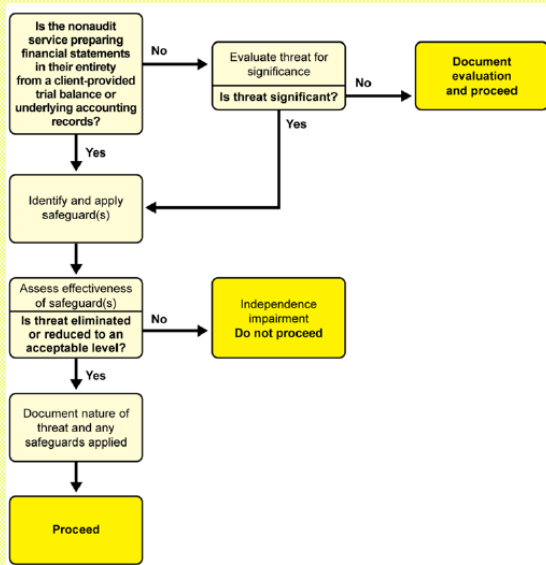 Is the nonaudit
service preparing
financial statements
in their entirety
from a client-provided
trial balance or
underlying accounting
records?
No
Evaluate threat for
significance
Is threat significant?
No
Document
evaluation
and proceed
Yes
Yes
Identify and apply
safeguard(s)
Assess effectiveness
of safeguard(s)
Is threat eliminated
or reduced to an
acceptable level?
No
Independence
impairment
Do not proceed
Yes
Document nature of
threat and any
safeguards applied
Proceed